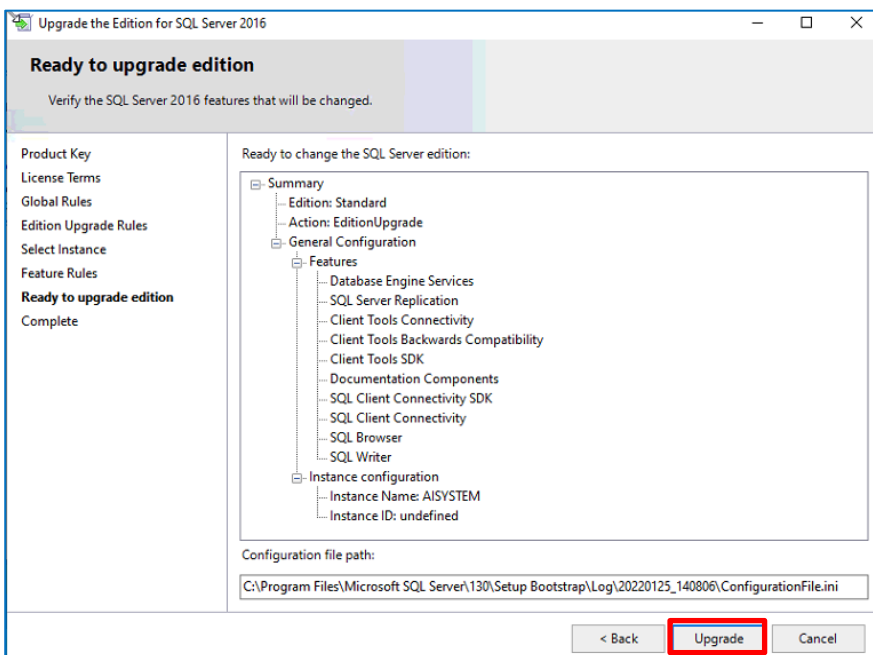 Upgrade the Edition for SQL Server 2016
Ready to upgrade edition
Verify the SQL Server 2016 features that will be changed.
Product Key
License Terms
Global Rules
Edition Upgrade Rules
Select Instance
Feature Rules
Ready to upgrade edition
Complete
Ready to change the SQL Server edition:
Summary
Edition: Standard
Action: EditionUpgrade
General Configuration
Features
Database Engine Services
SQL Server Replication
Client Tools Connectivity
Client Tools Backwards Compatibility
Client Tools SDK
Documentation Components
SQL Client Connectivity SDK
SQL Client Connectivity
SQL Browser
SQL Writer
Instance configuration
Instance Name: AISYSTEM
Instance ID: undefined
Configuration file path:
C:\Program Files\Microsoft SQL Server\130\Setup Bootstrap\Log\20220125_140806\ConfigurationFile.ini
< Back Upgrade Cancel